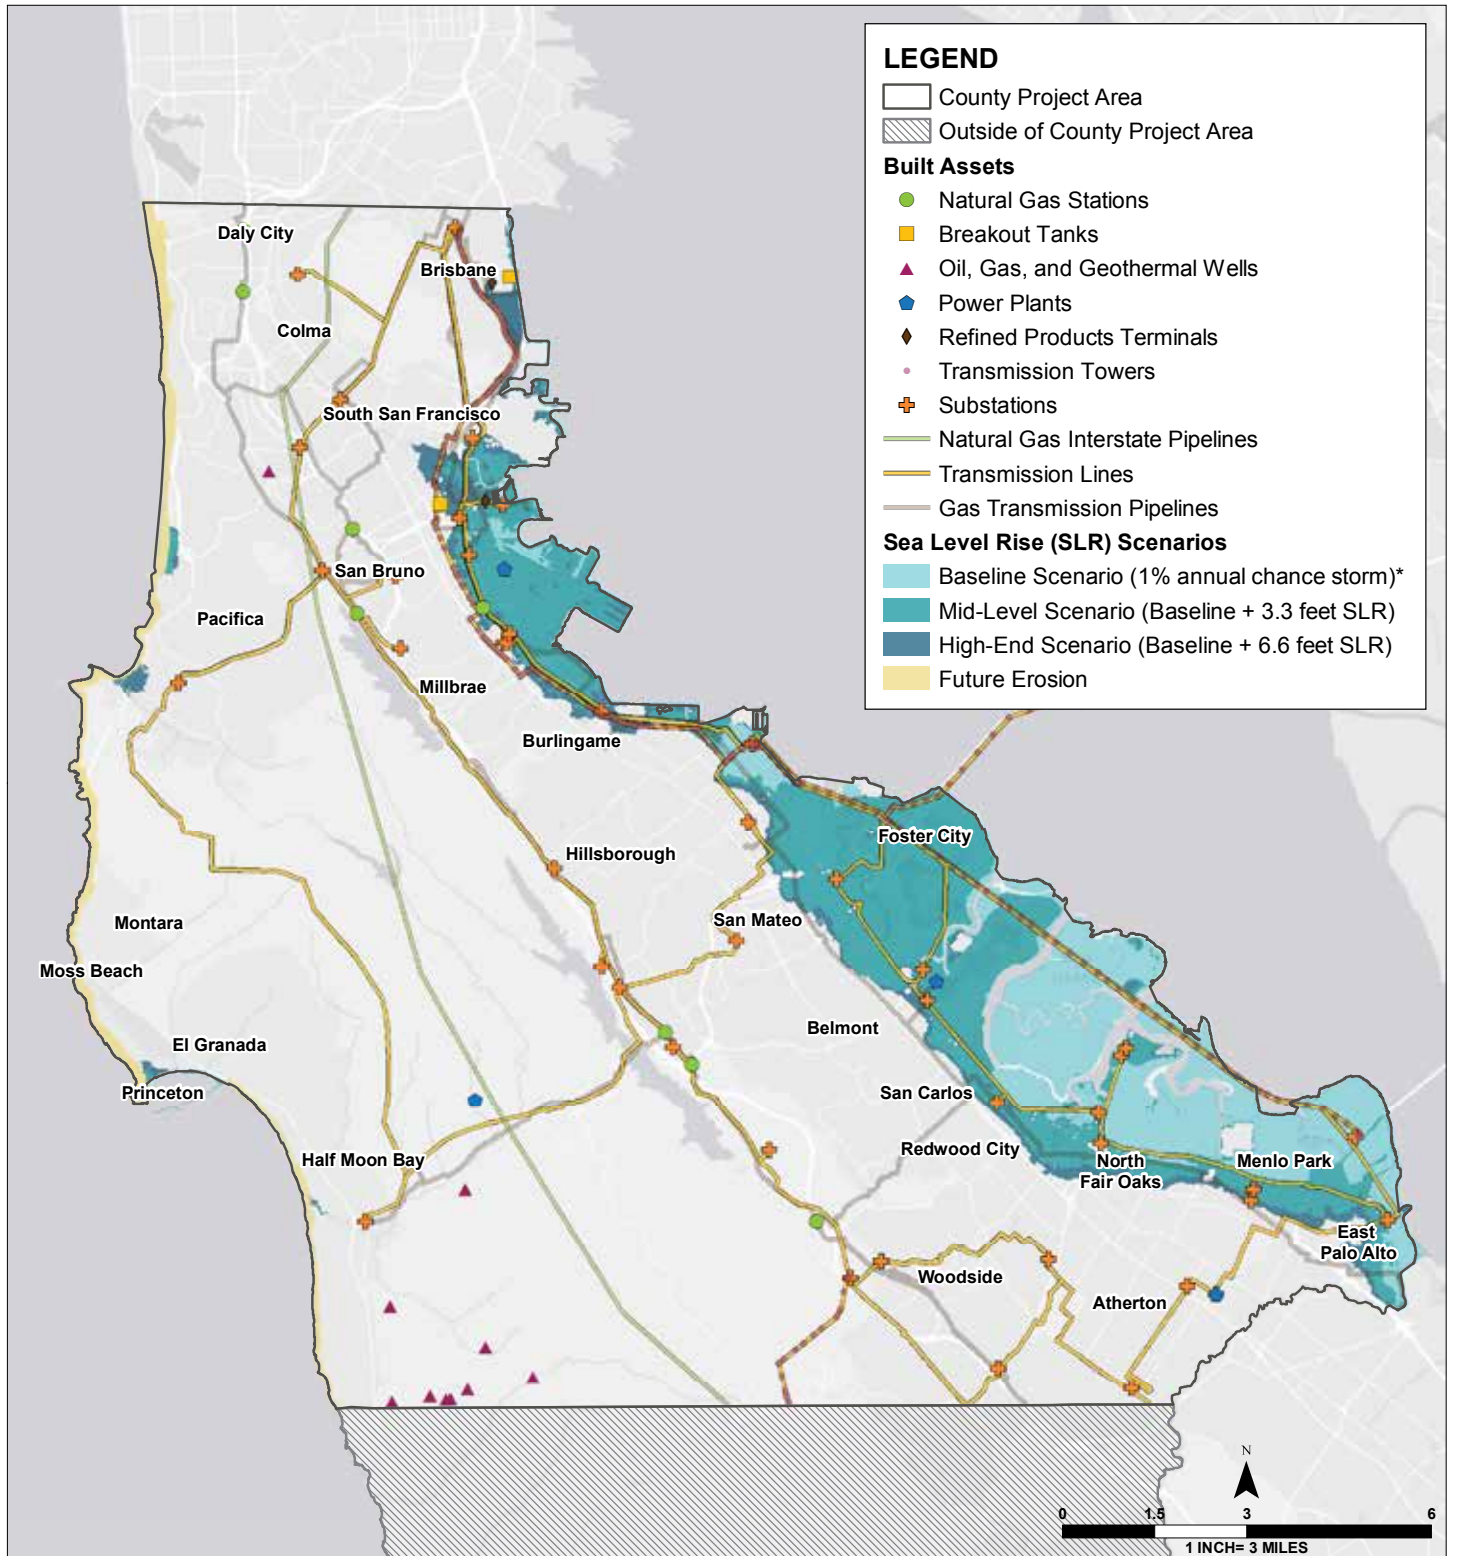 LEGEND
County Project Area
Outside of County Project Area
Built Assets
Natural Gas Stations
Breakout Tanks
Oil, Gas, and Geothermal Wells
Power Plants
Refined Products Terminals
Transmission Towers
Substations
Natural Gas Interstate Pipelines
Transmission Lines
Gas Transmission Pipelines
Sea Level Rise (SLR) Scenarios
Baseline Scenario (1% annual chance storm)*
Mid-Level Scenario (Baseline + 3.3 feet SLR)
High-End Scenario (Baseline + 6.6 feet SLR)
Future Erosion
Daly City
Brisbane
Colma
South San Francisco
San Bruno
Pacifica
Millbrae
Burlingame
Foster City
Hillsborough
San Mateo
Montara
Moss Beach
Belmont
El Granada
Princeton
San Carlos
Redwood City
Half Moon Bay
North
Fair Oaks
Menlo Park
East
Palo Alto
Woodside
Atherton
N
0 1.5 3 6
1 INCH= 3 MILES